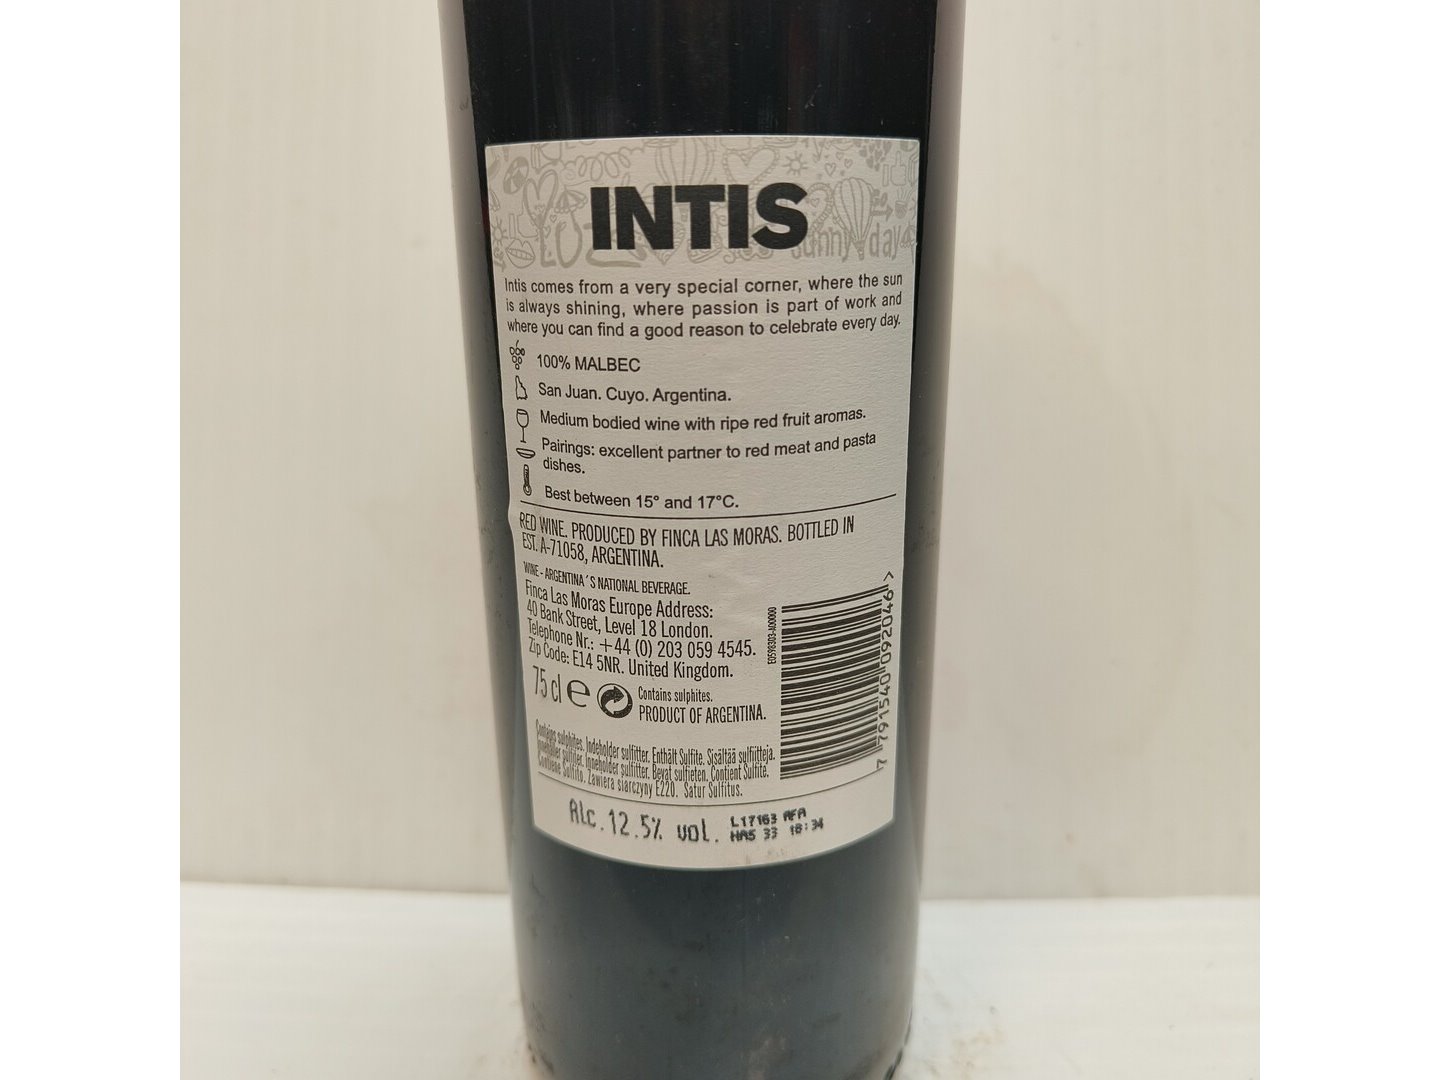 INTIS
sunny day
Intis comes from a very special corner, where the sun
is always shining, where passion is part of work and
where you can find a good reason to celebrate every day.
100% MALBEC
San Juan. Cuyo. Argentina.
Medium bodied wine with ripe red fruit aromas.
Pairings: excellent partner to red meat and pasta
dishes.
Best between 15° and 17°C.
RED WINE. PRODUCED BY FINCA LAS MORAS. BOTTLED IN
EST. A-71058, ARGENTINA.
WINE - ARGENTINA´S NATIONAL BEVERAGE.
Finca Las Moras Europe Address:
40 Bank Street, Level 18 London.
Telephone Nr.: +44 (0) 203 059 4545.
Zip Code: E14 5NR. United Kingdom.
75 cl e
Contains sulphites.
PRODUCT OF ARGENTINA.
7 791540 092046 >
Contains sulphites. Indeholder sulfitter. Enthält Sulfite. Sisältää sulfiitteja.
Inneholder sulfitter. Bevat sulfieten. Contient Sulfite.
Contiene Sulfito. Zawiera siarczyny E220. Satur Sulfitus.
Alc. 12.5% vol.
L17163 AFA
HAS 33 18:34